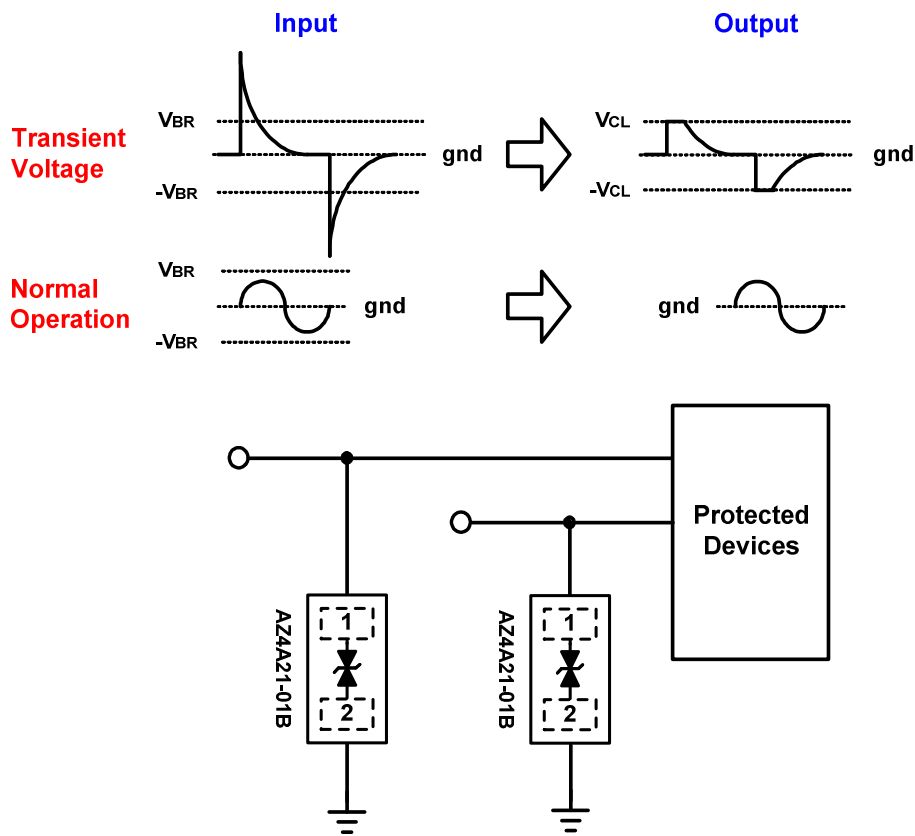 Input
Output
Transient
Voltage
VBR
gnd
-VBR
VCL
gnd
-VCL
Normal
Operation
VBR
gnd
-VBR
gnd
Protected
Devices
AZ4A21-01B
1
2
AZ4A21-01B
1
2